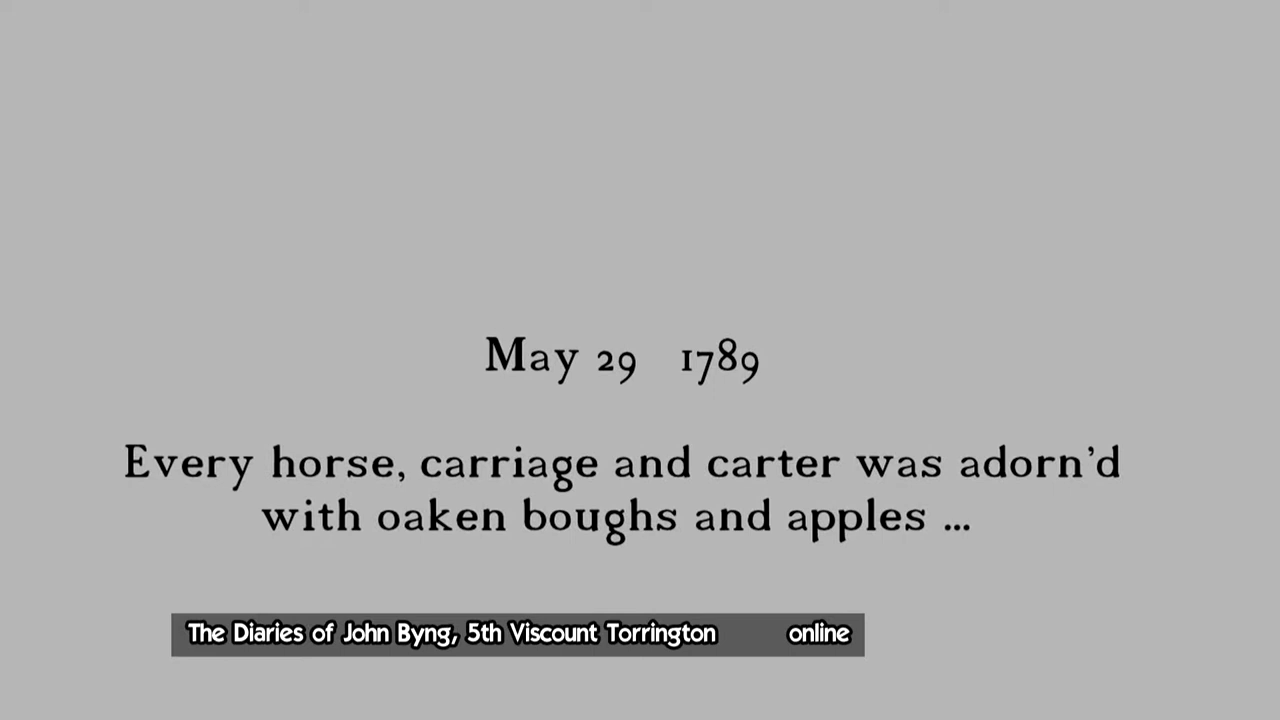 May 29 1789
Every horse, carriage and carter was adorn'd
with oaken boughs and apples ...
The Diaries of John Byng, 5th Viscount Torrington online